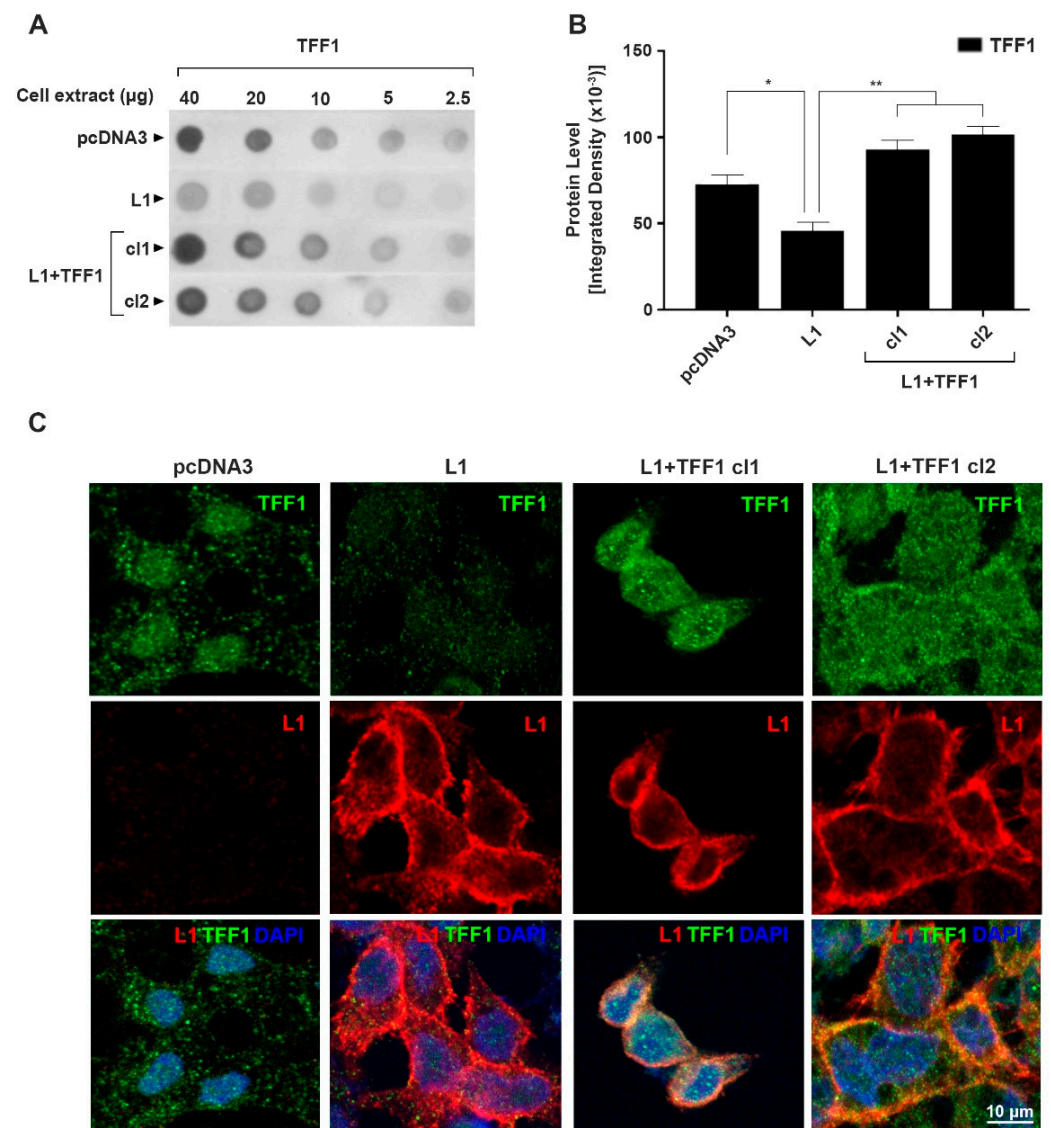 A
TFF1
Cell extract (µg)
40 20 10 5 2.5
pcDNA3
L1
cl1
L1+TFF1
cl2
B
TFF1
Protein Level
[Integrated Density (x10⁻³)]
150
100
50
0
*
**
pcDNA3
L1
cl1
cl2
L1+TFF1
C
pcDNA3 L1 L1+TFF1 cl1 L1+TFF1 cl2
TFF1 TFF1 TFF1 TFF1
L1 L1 L1 L1
L1 TFF1 DAPI L1 TFF1 DAPI L1 TFF1 DAPI L1 TFF1 DAPI
10 µm